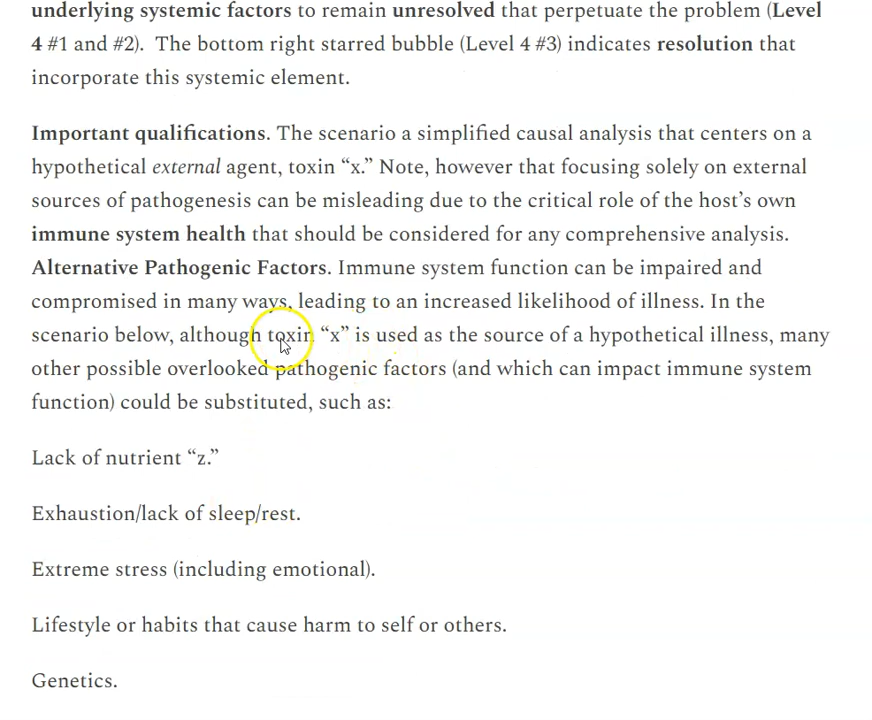 underlying systemic factors to remain unresolved that perpetuate the problem (Level
4 #1 and #2).  The bottom right starred bubble (Level 4 #3) indicates resolution that
incorporate this systemic element.
Important qualifications. The scenario a simplified causal analysis that centers on a
hypothetical external agent, toxin “x.” Note, however that focusing solely on external
sources of pathogenesis can be misleading due to the critical role of the host’s own
immune system health that should be considered for any comprehensive analysis.
Alternative Pathogenic Factors. Immune system function can be impaired and
compromised in many ways, leading to an increased likelihood of illness. In the
scenario below, although toxin “x” is used as the source of a hypothetical illness, many
other possible overlooked pathogenic factors (and which can impact immune system
function) could be substituted, such as:
Lack of nutrient “z.”
Exhaustion/lack of sleep/rest.
Extreme stress (including emotional).
Lifestyle or habits that cause harm to self or others.
Genetics.